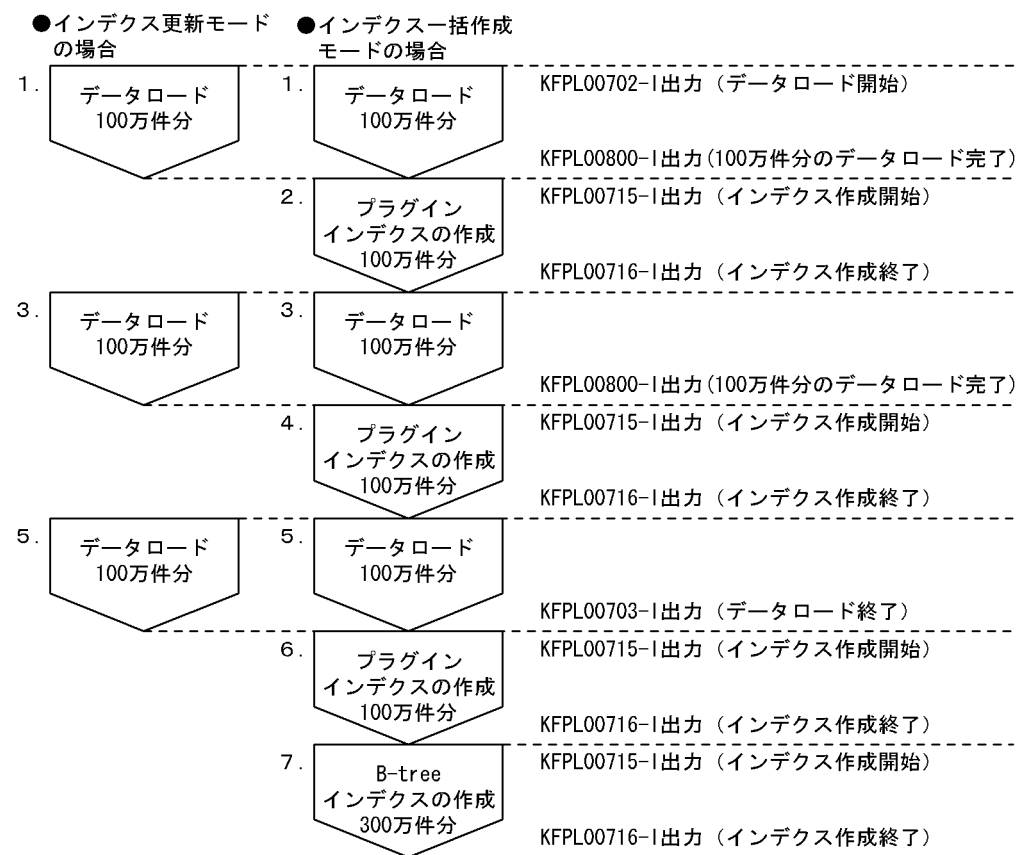 ●インデクス更新モード
の場合
●インデクス一括作成
モードの場合
1.
データロード
100万件分
1.
データロード
100万件分
KFPL00702-I出力（データロード開始）
KFPL00800-I出力(100万件分のデータロード完了)
2.
プラグイン
インデクスの作成
100万件分
KFPL00715-I出力（インデクス作成開始）
KFPL00716-I出力（インデクス作成終了）
3.
データロード
100万件分
3.
データロード
100万件分
KFPL00800-I出力(100万件分のデータロード完了)
4.
プラグイン
インデクスの作成
100万件分
KFPL00715-I出力（インデクス作成開始）
KFPL00716-I出力（インデクス作成終了）
5.
データロード
100万件分
5.
データロード
100万件分
KFPL00703-I出力（データロード終了）
6.
プラグイン
インデクスの作成
100万件分
KFPL00715-I出力（インデクス作成開始）
KFPL00716-I出力（インデクス作成終了）
7.
B-tree
インデクスの作成
300万件分
KFPL00715-I出力（インデクス作成開始）
KFPL00716-I出力（インデクス作成終了）